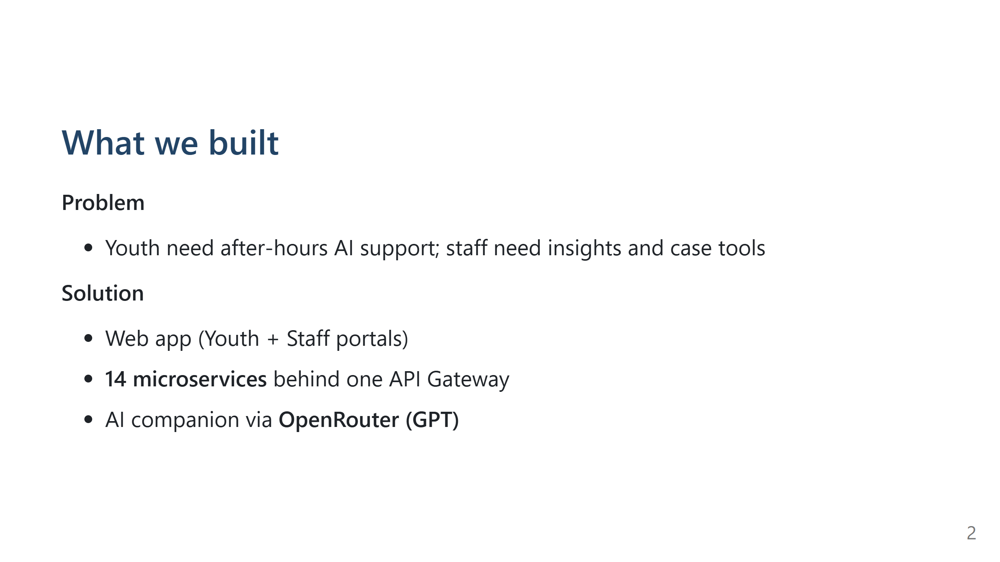 What we built
Problem
• Youth need after-hours AI support; staff need insights and case tools
Solution
• Web app (Youth + Staff portals)
• 14 microservices behind one API Gateway
• AI companion via OpenRouter (GPT)
2